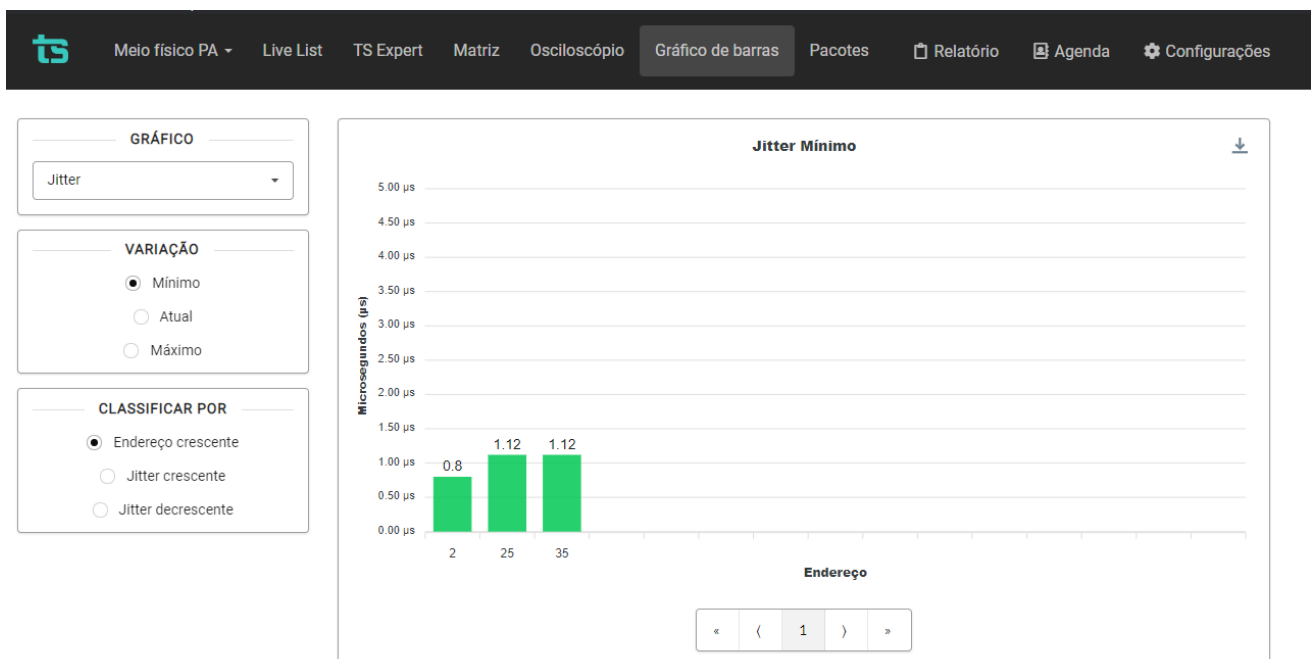 ts Meio físico PA Live List TS Expert Matriz Osciloscópio Gráfico de barras Pacotes Relatório Agenda Configurações
GRÁFICO
Jitter
VARIAÇÃO
Mínimo
Atual
Máximo
CLASSIFICAR POR
Endereço crescente
Jitter crescente
Jitter decrescente
Jitter Mínimo
Microsegundos (µs)
5.00 µs
4.50 µs
4.00 µs
3.50 µs
3.00 µs
2.50 µs
2.00 µs
1.50 µs
1.00 µs
0.50 µs
0.00 µs
0.8 1.12 1.12
2 25 35
Endereço
« ⟨ 1 ⟩ »